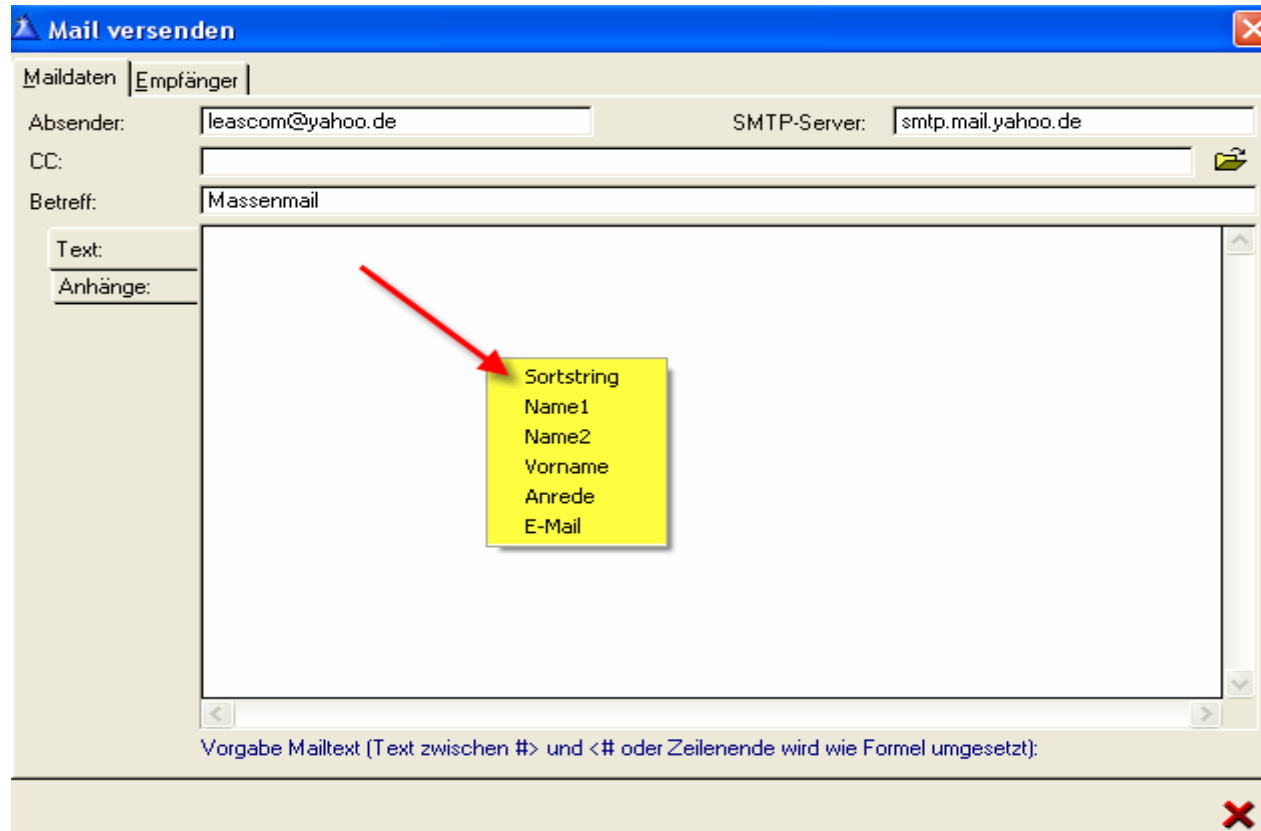 Mail versenden
Maildaten Empfänger
Absender: leascom@yahoo.de SMTP-Server: smtp.mail.yahoo.de
CC:
Betreff: Massenmail
Text:
Anhänge:
Sortstring
Name1
Name2
Vorname
Anrede
E-Mail
Vorgabe Mailtext (Text zwischen #> und <# oder Zeilenende wird wie Formel umgesetzt):